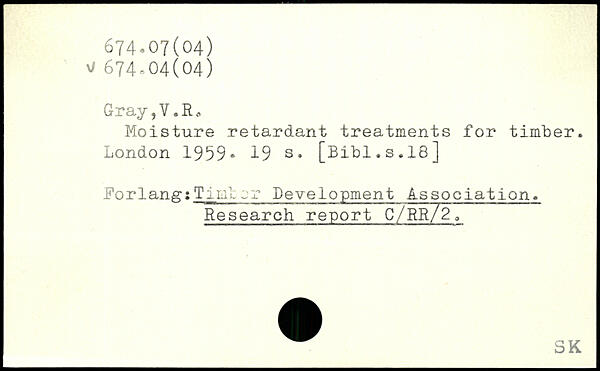 674.07(04)
v 674.04(04)
Gray,V.R.
Moisture retardant treatments for timber.
London 1959. 19 s. [Bibl.s.18]
Forlang:Timber Development Association.
Research report C/RR/2.
SK